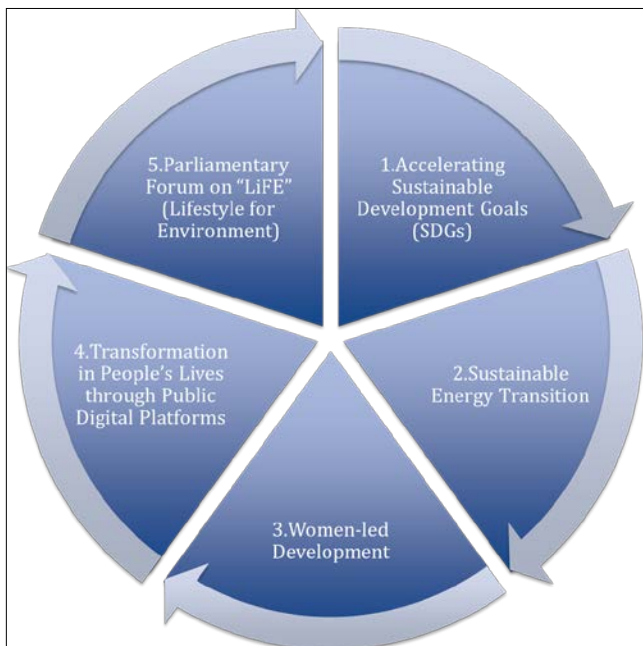 1.Accelerating
Sustainable
Development Goals
(SDGs)
2.Sustainable
Energy Transition
3.Women-led
Development
4.Transformation
in People's Lives
through Public
Digital Platforms
5.Parliamentary
Forum on “LiFE”
(Lifestyle for
Environment)